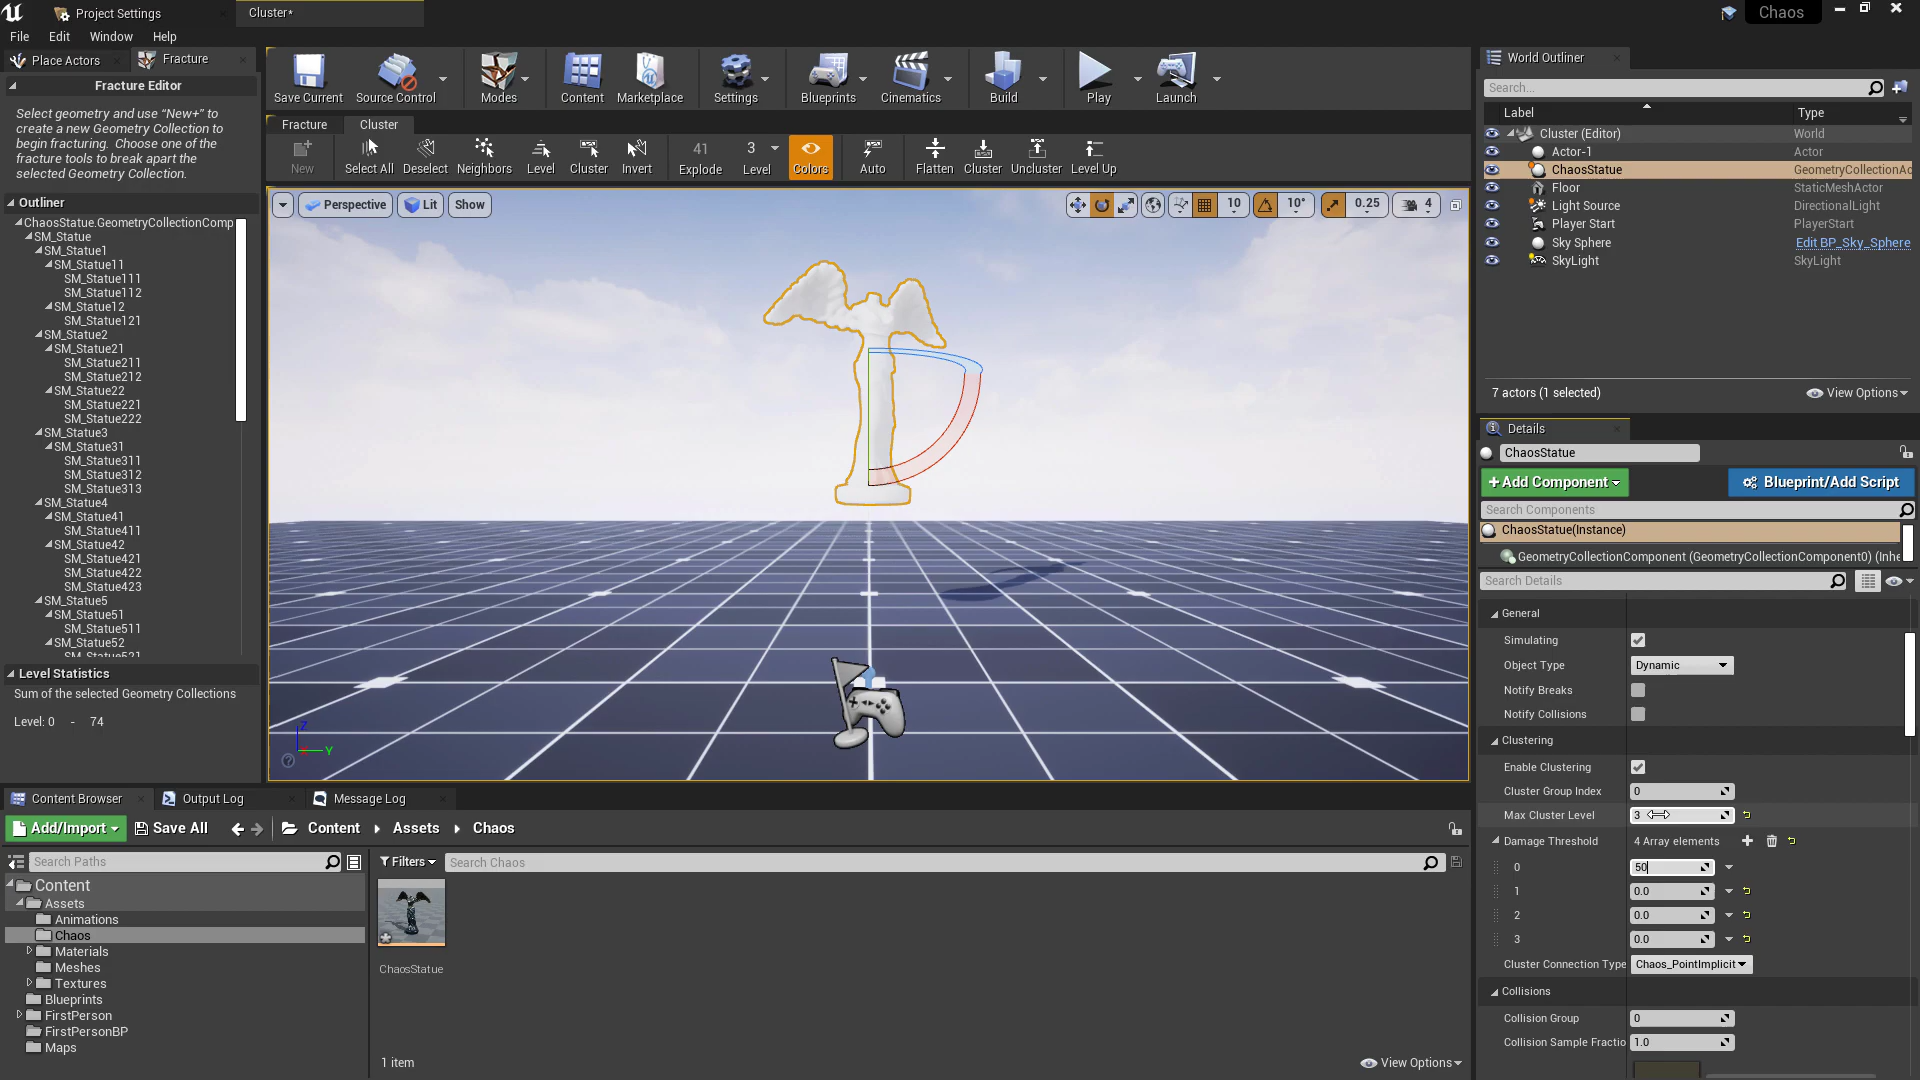 Project Settings
Cluster*
Chaos
File Edit Window Help
Place Actors
Fracture
Fracture Editor
Select geometry and use "New+" to
create a new Geometry Collection to
begin fracturing. Choose one of the
fracture tools to break apart the
selected Geometry Collection.
Outliner
ChaosStatue.GeometryCollectionComp
SM_Statue
SM_Statue1
SM_Statue11
SM_Statue111
SM_Statue112
SM_Statue12
SM_Statue121
SM_Statue2
SM_Statue21
SM_Statue211
SM_Statue212
SM_Statue22
SM_Statue221
SM_Statue222
SM_Statue3
SM_Statue31
SM_Statue311
SM_Statue312
SM_Statue313
SM_Statue4
SM_Statue41
SM_Statue411
SM_Statue42
SM_Statue421
SM_Statue422
SM_Statue423
SM_Statue5
SM_Statue51
SM_Statue511
SM_Statue52
SM_Statue521
Level Statistics
Sum of the selected Geometry Collections
Level: 0 - 74
Save Current
Source Control
Modes
Content
Marketplace
Settings
Blueprints
Cinematics
Build
Play
Launch
Fracture
Cluster
New
Select All
Deselect
Neighbors
Level
Cluster
Invert
41
Explode
3
Level
Colors
Auto
Flatten
Cluster
Uncluster
Level Up
Perspective
Lit
Show
10
10°
0.25
4
Z
Y
World Outliner
Search...
Label Type
Cluster (Editor) World
Actor-1 Actor
ChaosStatue GeometryCollectionAc
Floor StaticMeshActor
Light Source DirectionalLight
Player Start PlayerStart
Sky Sphere Edit BP_Sky_Sphere
SkyLight SkyLight
7 actors (1 selected)
View Options
Details
ChaosStatue
+Add Component
Blueprint/Add Script
Search Components
ChaosStatue(Instance)
GeometryCollectionComponent (GeometryCollectionComponent0) (Inhe
Search Details
General
Simulating
Object Type Dynamic
Notify Breaks
Notify Collisions
Clustering
Enable Clustering
Cluster Group Index 0
Max Cluster Level 3
Damage Threshold 4 Array elements
0 50
1 0.0
2 0.0
3 0.0
Cluster Connection Type Chaos_PointImplicit
Collisions
Collision Group 0
Collision Sample Fractio 1.0
Content Browser
Output Log
Message Log
Add/Import
Save All
Content
Assets
Chaos
Search Paths
Filters
Search Chaos
Content
Assets
Animations
Chaos
Materials
Meshes
Textures
Blueprints
FirstPerson
FirstPersonBP
Maps
ChaosStatue
1 item
View Options